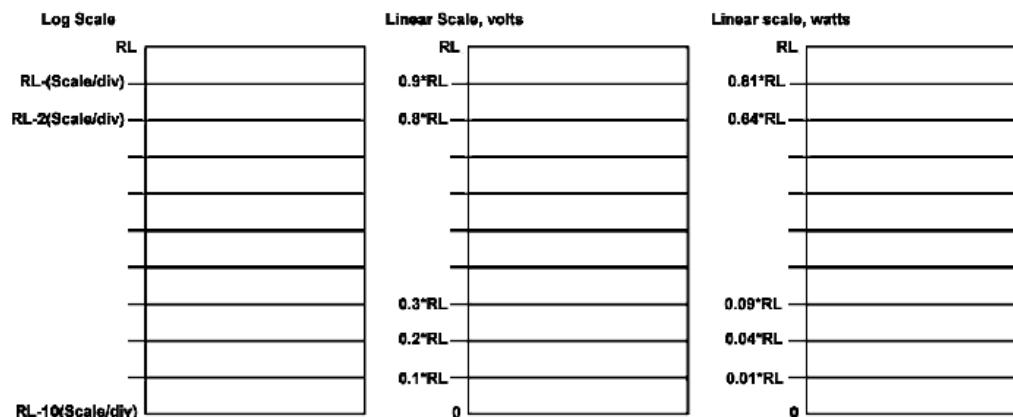 Log Scale
RL
RL-(Scale/div)
RL-2(Scale/div)
RL-10(Scale/div)
Linear Scale, volts
RL
0.9*RL
0.8*RL
0.3*RL
0.2*RL
0.1*RL
0
Linear scale, watts
RL
0.81*RL
0.64*RL
0.09*RL
0.04*RL
0.01*RL
0